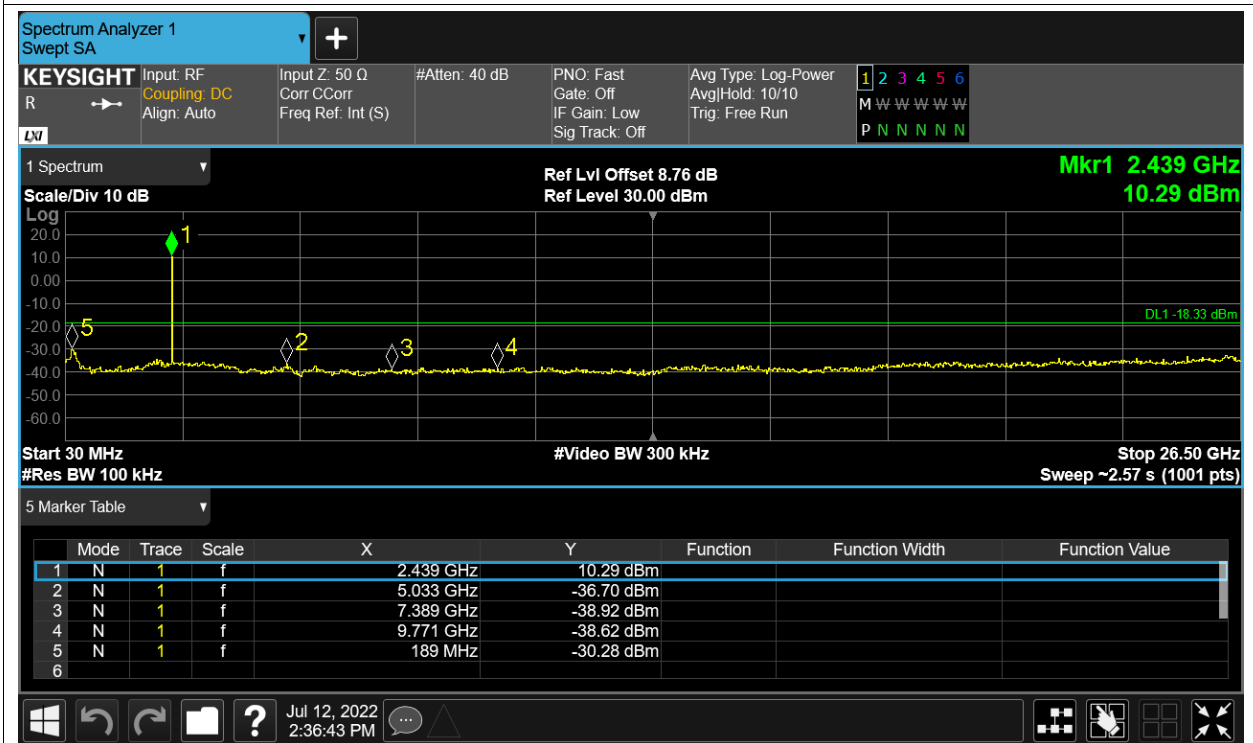 Spectrum Analyzer 1
Swept SA
KEYSIGHT
R
LXI
Input: RF
Coupling: DC
Align: Auto
Input Z: 50 Ω
Corr CCorr
Freq Ref: Int (S)
#Atten: 40 dB
PNO: Fast
Gate: Off
IF Gain: Low
Sig Track: Off
Avg Type: Log-Power
Avg|Hold: 10/10
Trig: Free Run
1 2 3 4 5 6
M W W W W W
P N N N N N
1 Spectrum
Scale/Div 10 dB
Ref Lvl Offset 8.76 dB
Ref Level 30.00 dBm
Mkr1 2.439 GHz
10.29 dBm
Log
20.0
10.0
0.00
-10.0
-20.0
-30.0
-40.0
-50.0
-60.0
1
5
2
3
4
DL1 -18.33 dBm
Start 30 MHz
#Video BW 300 kHz
Stop 26.50 GHz
#Res BW 100 kHz
Sweep ~2.57 s (1001 pts)
5 Marker Table
Mode Trace Scale X Y Function Function Width Function Value
1 N 1 f 2.439 GHz 10.29 dBm
2 N 1 f 5.033 GHz -36.70 dBm
3 N 1 f 7.389 GHz -38.92 dBm
4 N 1 f 9.771 GHz -38.62 dBm
5 N 1 f 189 MHz -30.28 dBm
6
?
Jul 12, 2022
2:36:43 PM